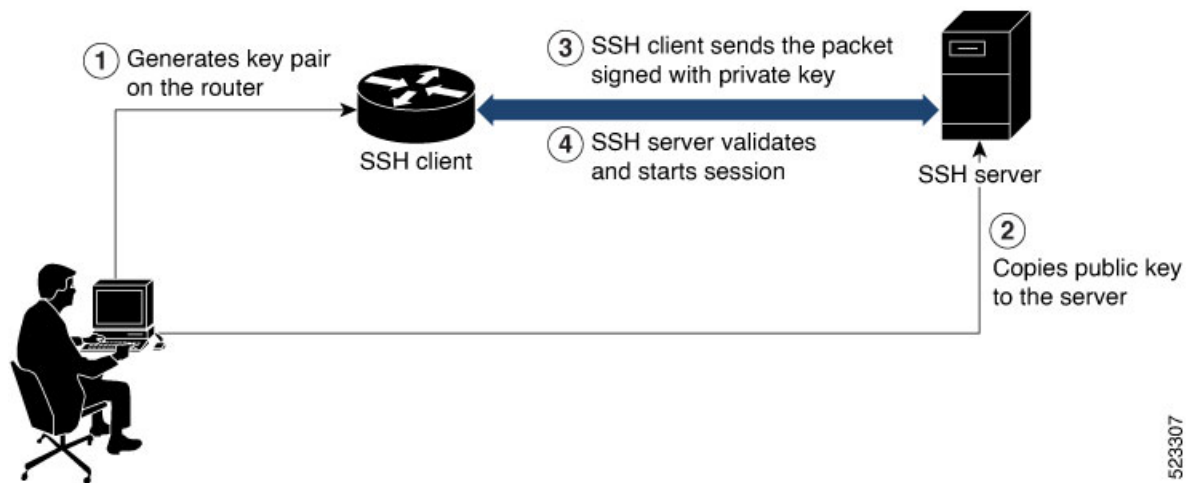 1 Generates key pair
on the router
SSH client
3 SSH client sends the packet
signed with private key
4 SSH server validates
and starts session
SSH server
2
Copies public key
to the server
523307